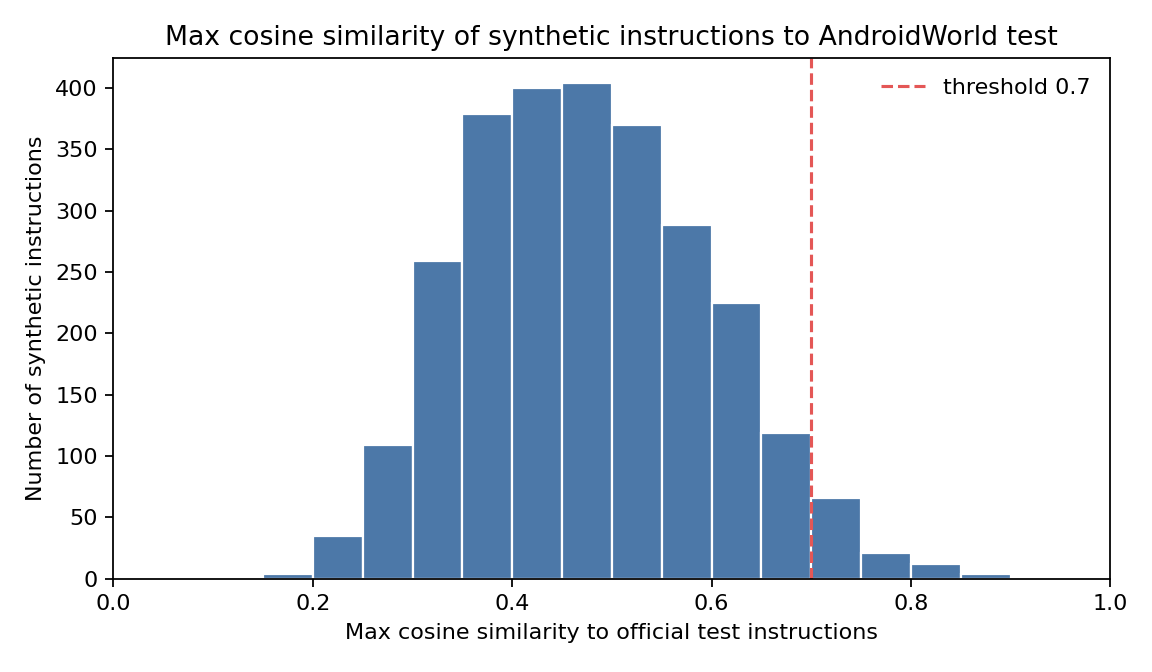 Max cosine similarity of synthetic instructions to AndroidWorld test
threshold 0.7
Number of synthetic instructions
400
350
300
250
200
150
100
50
0
0.0 0.2 0.4 0.6 0.8 1.0
Max cosine similarity to official test instructions